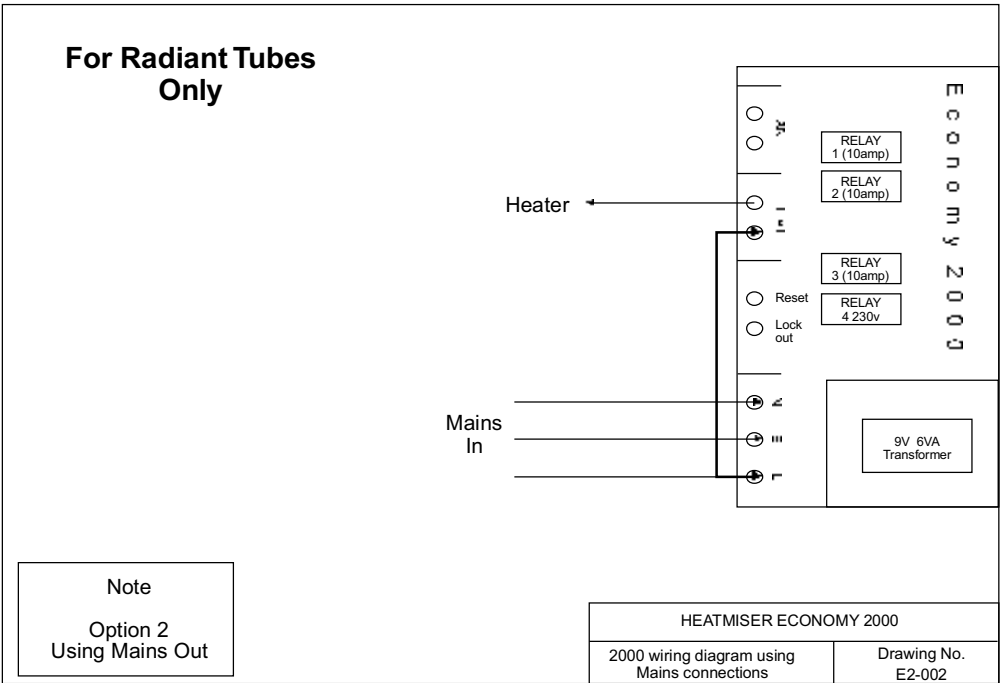 For Radiant Tubes
Only
Economy 2000
RELAY
1 (10amp)
RELAY
2 (10amp)
Heater
RELAY
3 (10amp)
Reset
RELAY
4 230v
Lock
out
Mains
In
N
E
L
9V 6VA
Transformer
Note
Option 2
Using Mains Out
HEATMISER ECONOMY 2000
2000 wiring diagram using
Mains connections
Drawing No.
E2-002